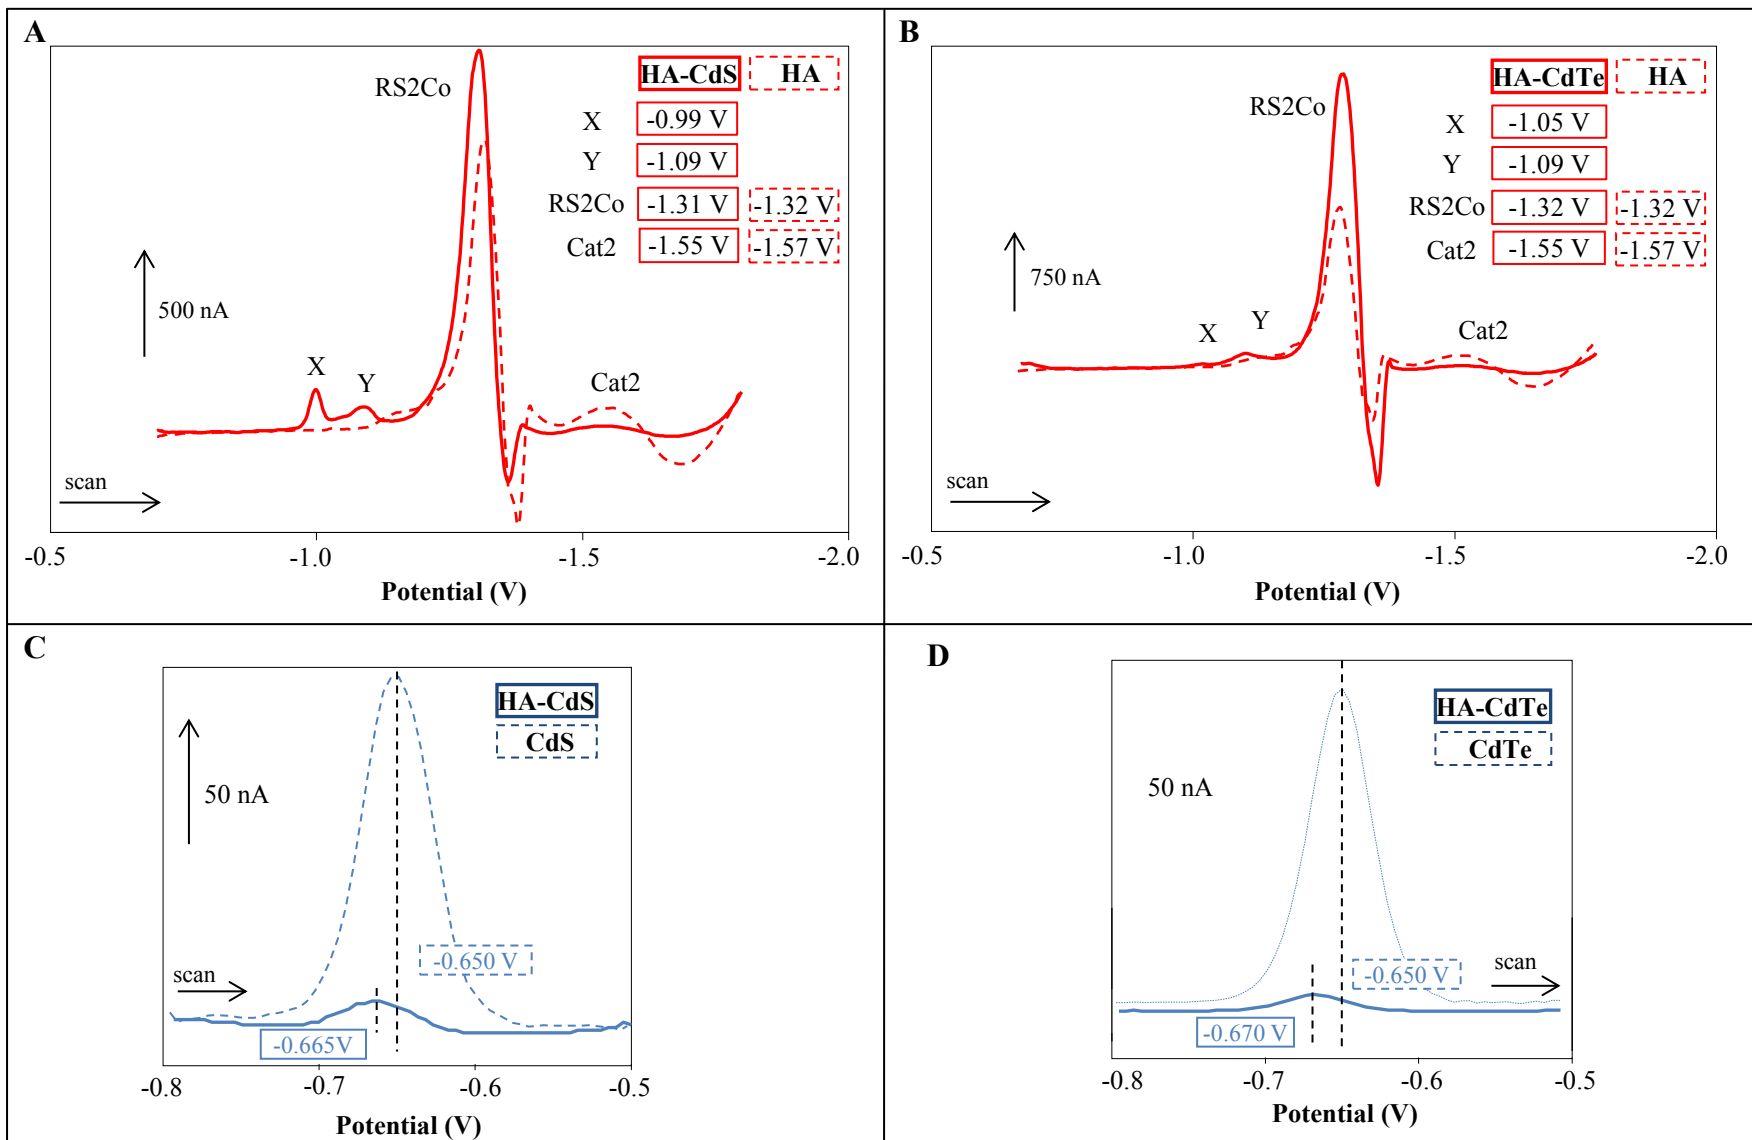 A
HA-CdS HA
RS2Co
X -0.99 V
Y -1.09 V
RS2Co -1.31 V -1.32 V
Cat2 -1.55 V -1.57 V
500 nA
X
Y
Cat2
scan
-0.5 -1.0 -1.5 -2.0
Potential (V)
B
HA-CdTe HA
RS2Co
X -1.05 V
Y -1.09 V
RS2Co -1.32 V -1.32 V
Cat2 -1.55 V -1.57 V
750 nA
X
Y
Cat2
scan
-0.5 -1.0 -1.5 -2.0
Potential (V)
C
HA-CdS
CdS
50 nA
-0.650 V
scan
-0.665V
-0.8 -0.7 -0.6 -0.5
Potential (V)
D
HA-CdTe
CdTe
50 nA
-0.650 V
scan
-0.670 V
-0.8 -0.7 -0.6 -0.5
Potential (V)